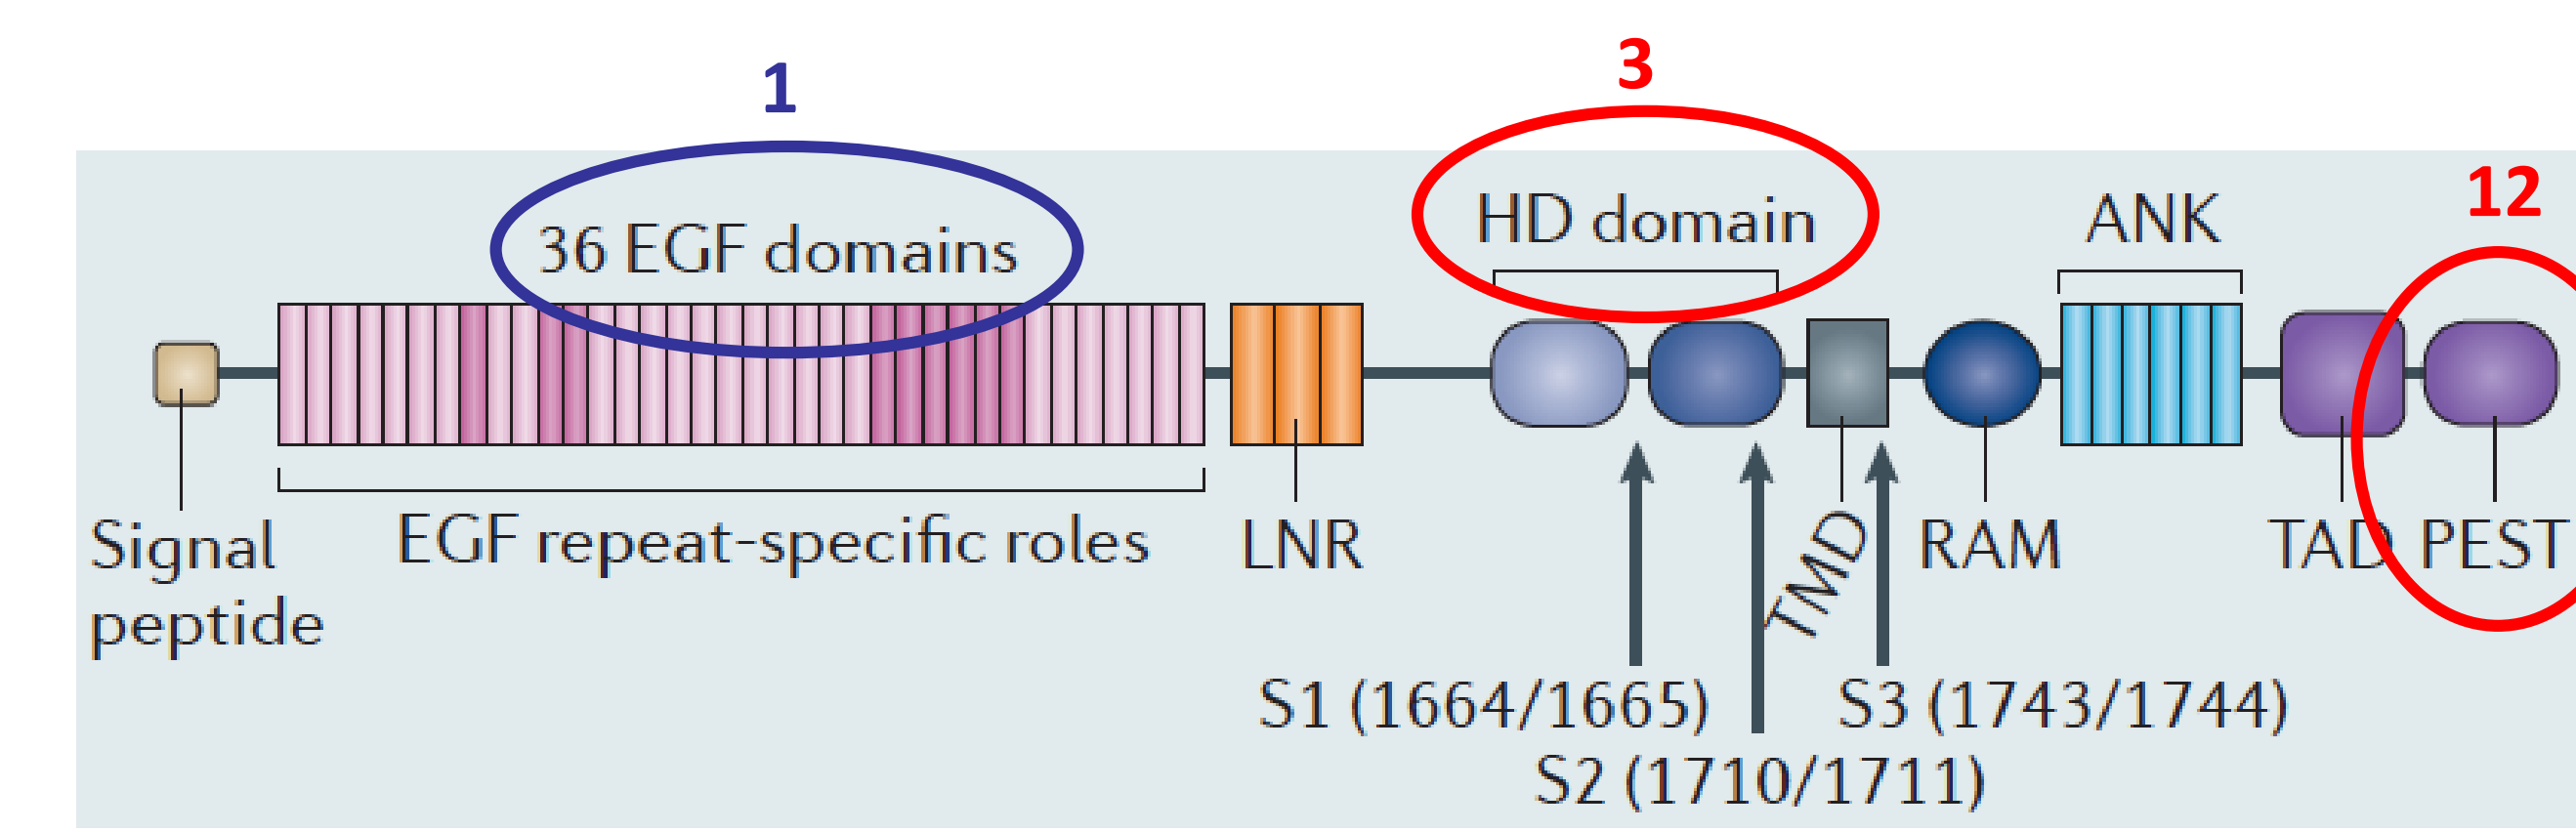 1
3
12
36 EGF domains
HD domain
ANK
Signal
peptide
EGF repeat-specific roles
LNR
TMD
RAM
TAD
PEST
S1 (1664/1665)
S3 (1743/1744)
S2 (1710/1711)